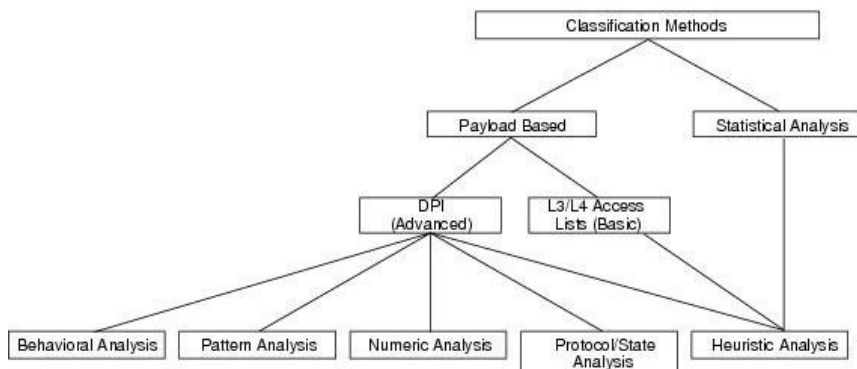 Classification Methods
Payload Based
Statistical Analysis
DPI
(Advanced)
L3/L4 Access
Lists (Basic)
Behavioral Analysis
Pattern Analysis
Numeric Analysis
Protocol/State
Analysis
Heuristic Analysis